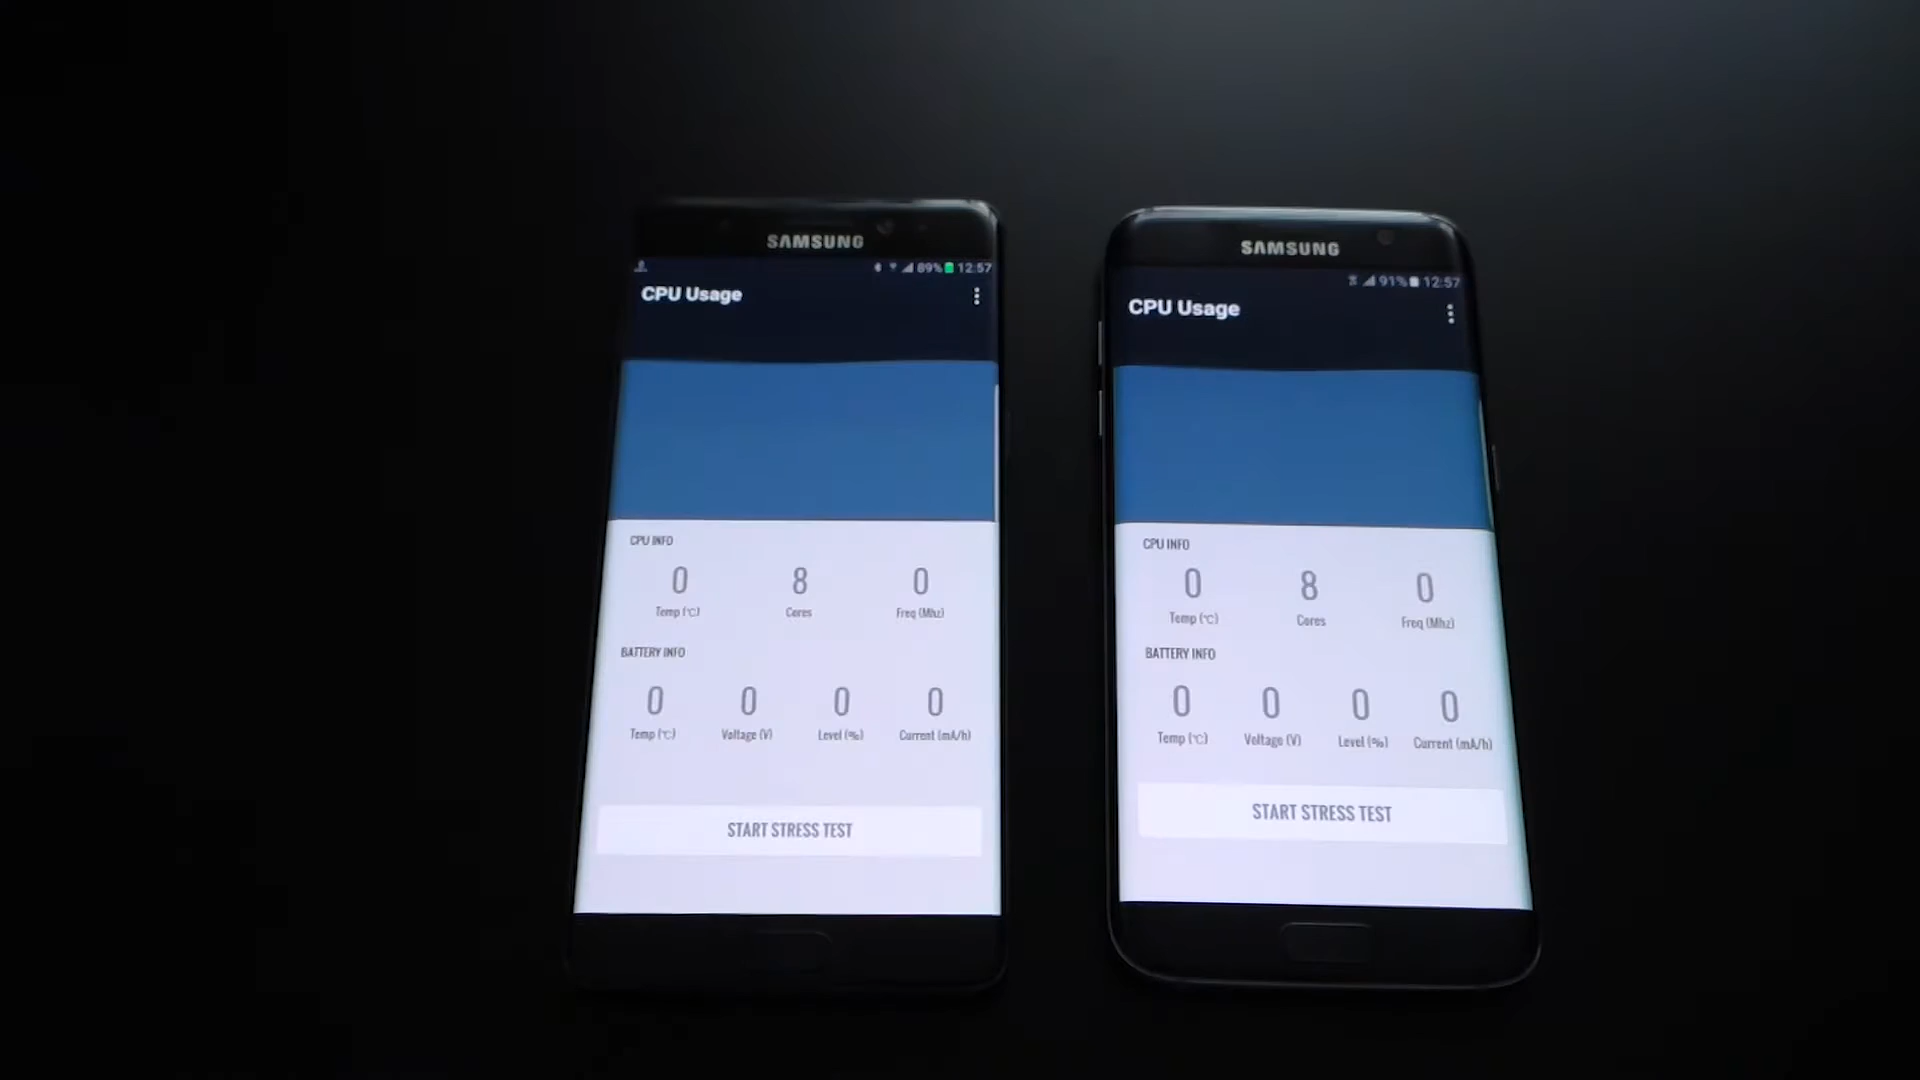 SAMSUNG
89% 12:57
CPU Usage
CPU INFO
0 8 0
Temp (°C) Cores Freq (Mhz)
BATTERY INFO
0 0 0 0
Temp (°C) Voltage (V) Level (%) Current (mA/h)
START STRESS TEST
SAMSUNG
91% 12:57
CPU Usage
CPU INFO
0 8 0
Temp (°C) Cores Freq (Mhz)
BATTERY INFO
0 0 0 0
Temp (°C) Voltage (V) Level (%) Current (mA/h)
START STRESS TEST